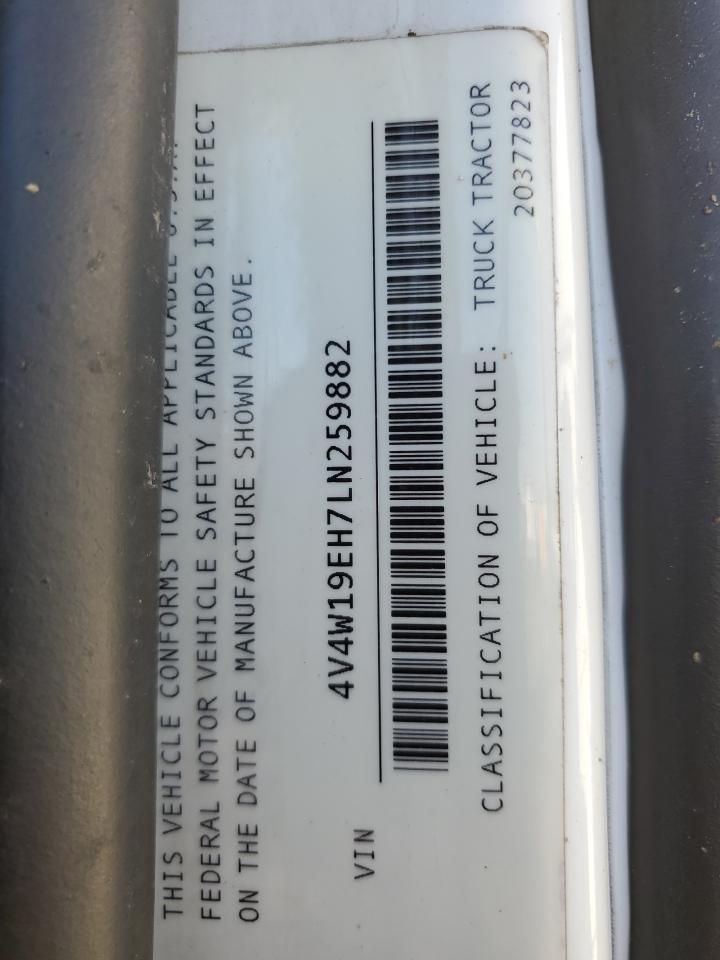 THIS VEHICLE CONFORMS TO ALL APPLICABLE
FEDERAL MOTOR VEHICLE SAFETY STANDARDS IN EFFECT
ON THE DATE OF MANUFACTURE SHOWN ABOVE.
4V4W19EH7LN259882
VIN
CLASSIFICATION OF VEHICLE: TRUCK TRACTOR
20377823